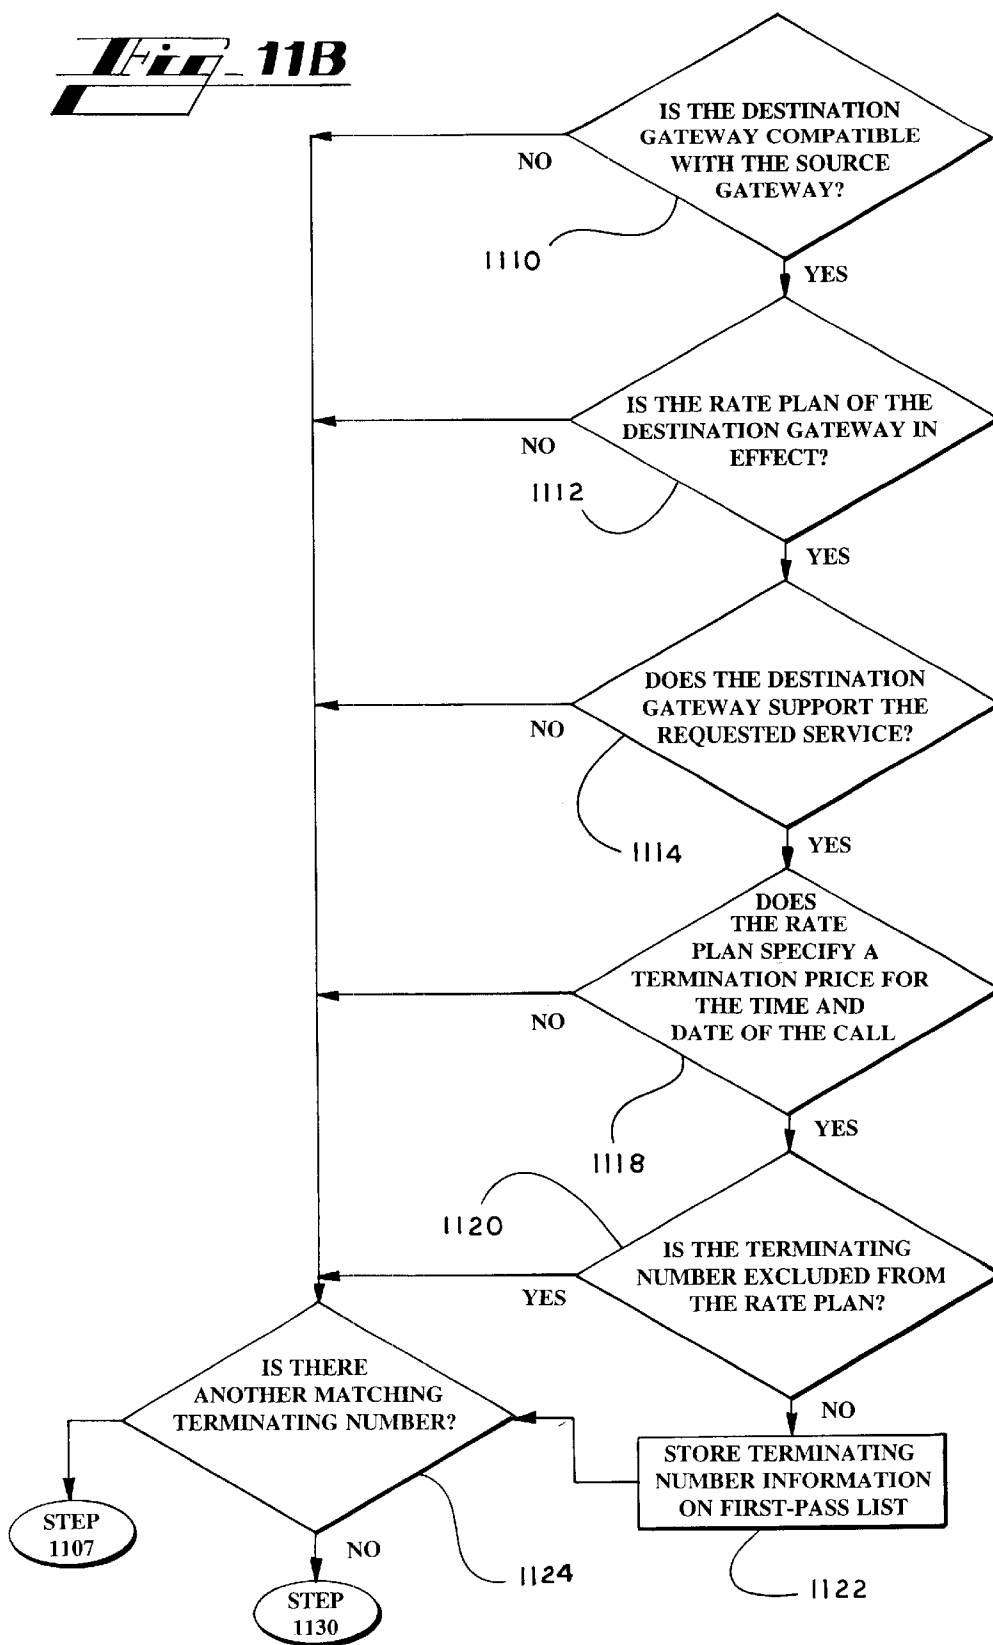 Fig_11B
IS THE DESTINATION
GATEWAY COMPATIBLE
WITH THE SOURCE
GATEWAY?
NO
1110
YES
IS THE RATE PLAN OF THE
DESTINATION GATEWAY IN
EFFECT?
NO
1112
YES
DOES THE DESTINATION
GATEWAY SUPPORT THE
REQUESTED SERVICE?
NO
1114
YES
DOES
THE RATE
PLAN SPECIFY A
TERMINATION PRICE FOR
THE TIME AND
DATE OF THE CALL
NO
1118
YES
1120
IS THE TERMINATING
NUMBER EXCLUDED FROM
THE RATE PLAN?
YES
NO
IS THERE
ANOTHER MATCHING
TERMINATING NUMBER?
STORE TERMINATING
NUMBER INFORMATION
ON FIRST-PASS LIST
STEP
1107
NO
1124
1122
STEP
1130